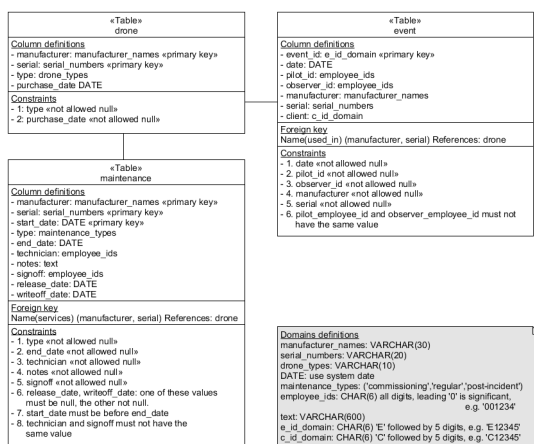 «Table»
drone
Column definitions
- manufacturer: manufacturer_names «primary key»
- serial: serial_numbers «primary key»
- type: drone_types
- purchase_date DATE
Constraints
- 1: type «not allowed null»
- 2: purchase_date «not allowed null»
«Table»
event
Column definitions
- event_id: e_id_domain «primary key»
- date: DATE
- pilot_id: employee_ids
- observer_id: employee_ids
- manufacturer: manufacturer_names
- serial: serial_numbers
- client: c_id_domain
Foreign key
Name(used_in) (manufacturer, serial) References: drone
Constraints
- 1. date «not allowed null»
- 2. pilot_id «not allowed null»
- 3. observer_id «not allowed null»
- 4. manufacturer «not allowed null»
- 5. serial «not allowed null»
- 6. pilot_employee_id and observer_employee_id must not
have the same value
«Table»
maintenance
Column definitions
- manufacturer: manufacturer_names «primary key»
- serial: serial_numbers «primary key»
- start_date: DATE «primary key»
- type: maintenance_types
- end_date: DATE
- technician: employee_ids
- notes: text
- signoff: employee_ids
- release_date: DATE
- writeoff_date: DATE
Foreign key
Name(services) (manufacturer, serial) References: drone
Constraints
- 1. type «not allowed null»
- 2. end_date «not allowed null»
- 3. technician «not allowed null»
- 4. notes «not allowed null»
- 5. signoff «not allowed null»
- 6. release_date, writeoff_date: one of these values
must be null, the other not null.
- 7. start_date must be before end_date
- 8. technician and signoff must not have the
same value
Domains definitions
manufacturer_names: VARCHAR(30)
serial_numbers: VARCHAR(20)
drone_types: VARCHAR(10)
DATE: use system date
maintenance_types: ('commissioning','regular','post-incident')
employee_ids: CHAR(6) all digits, leading '0' is significant,
e.g. '001234'
text: VARCHAR(600)
e_id_domain: CHAR(6) 'E' followed by 5 digits, e.g. 'E12345'
c_id_domain: CHAR(6) 'C' followed by 5 digits, e.g. 'C12345'